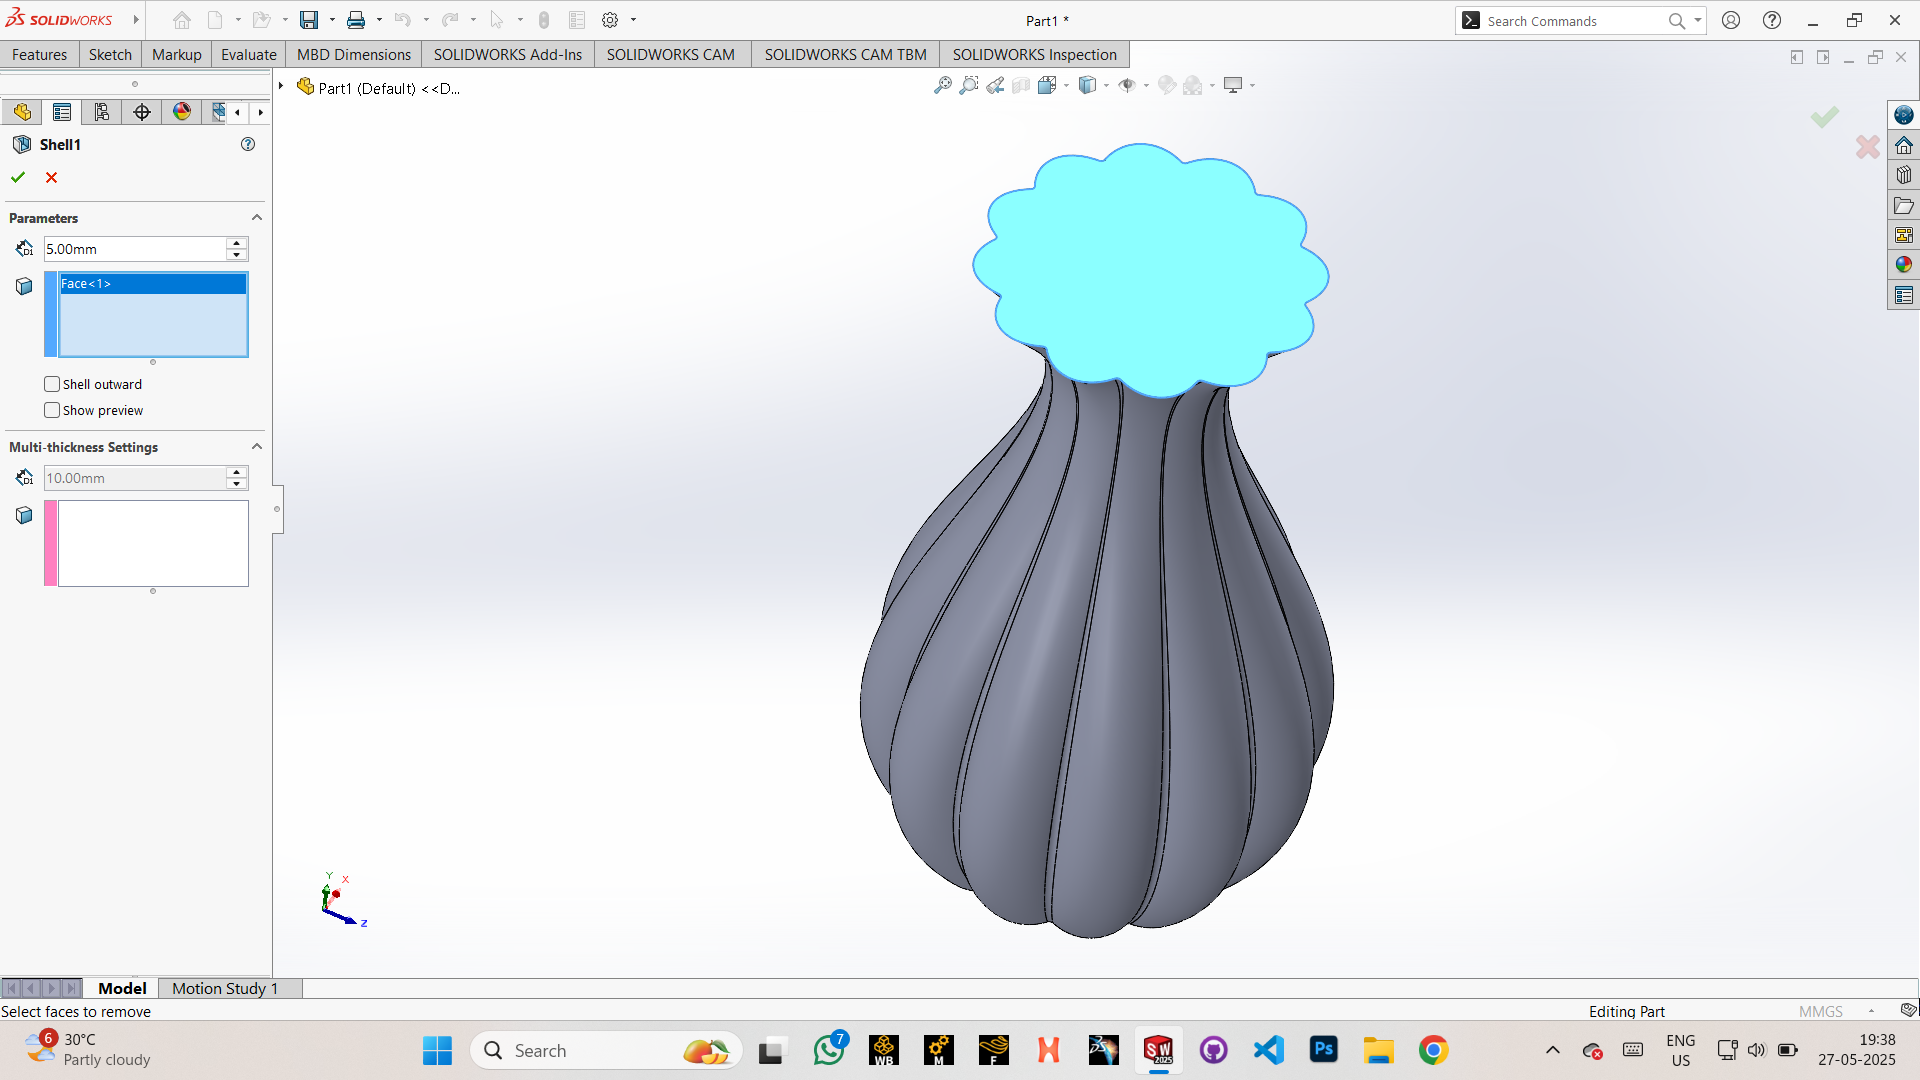 SOLIDWORKS
Part1 *
Search Commands
Features
Sketch
Markup
Evaluate
MBD Dimensions
SOLIDWORKS Add-Ins
SOLIDWORKS CAM
SOLIDWORKS CAM TBM
SOLIDWORKS Inspection
Part1 (Default) <<D...
Shell1
Parameters
D1
5.00mm
Face<1>
Shell outward
Show preview
Multi-thickness Settings
D1
10.00mm
Y
X
Z
Model
Motion Study 1
Select faces to remove
Editing Part
MMGS
6
30°C
Partly cloudy
Search
7
WB
M
F
SW
2025
Ps
ENG
US
19:38
27-05-2025